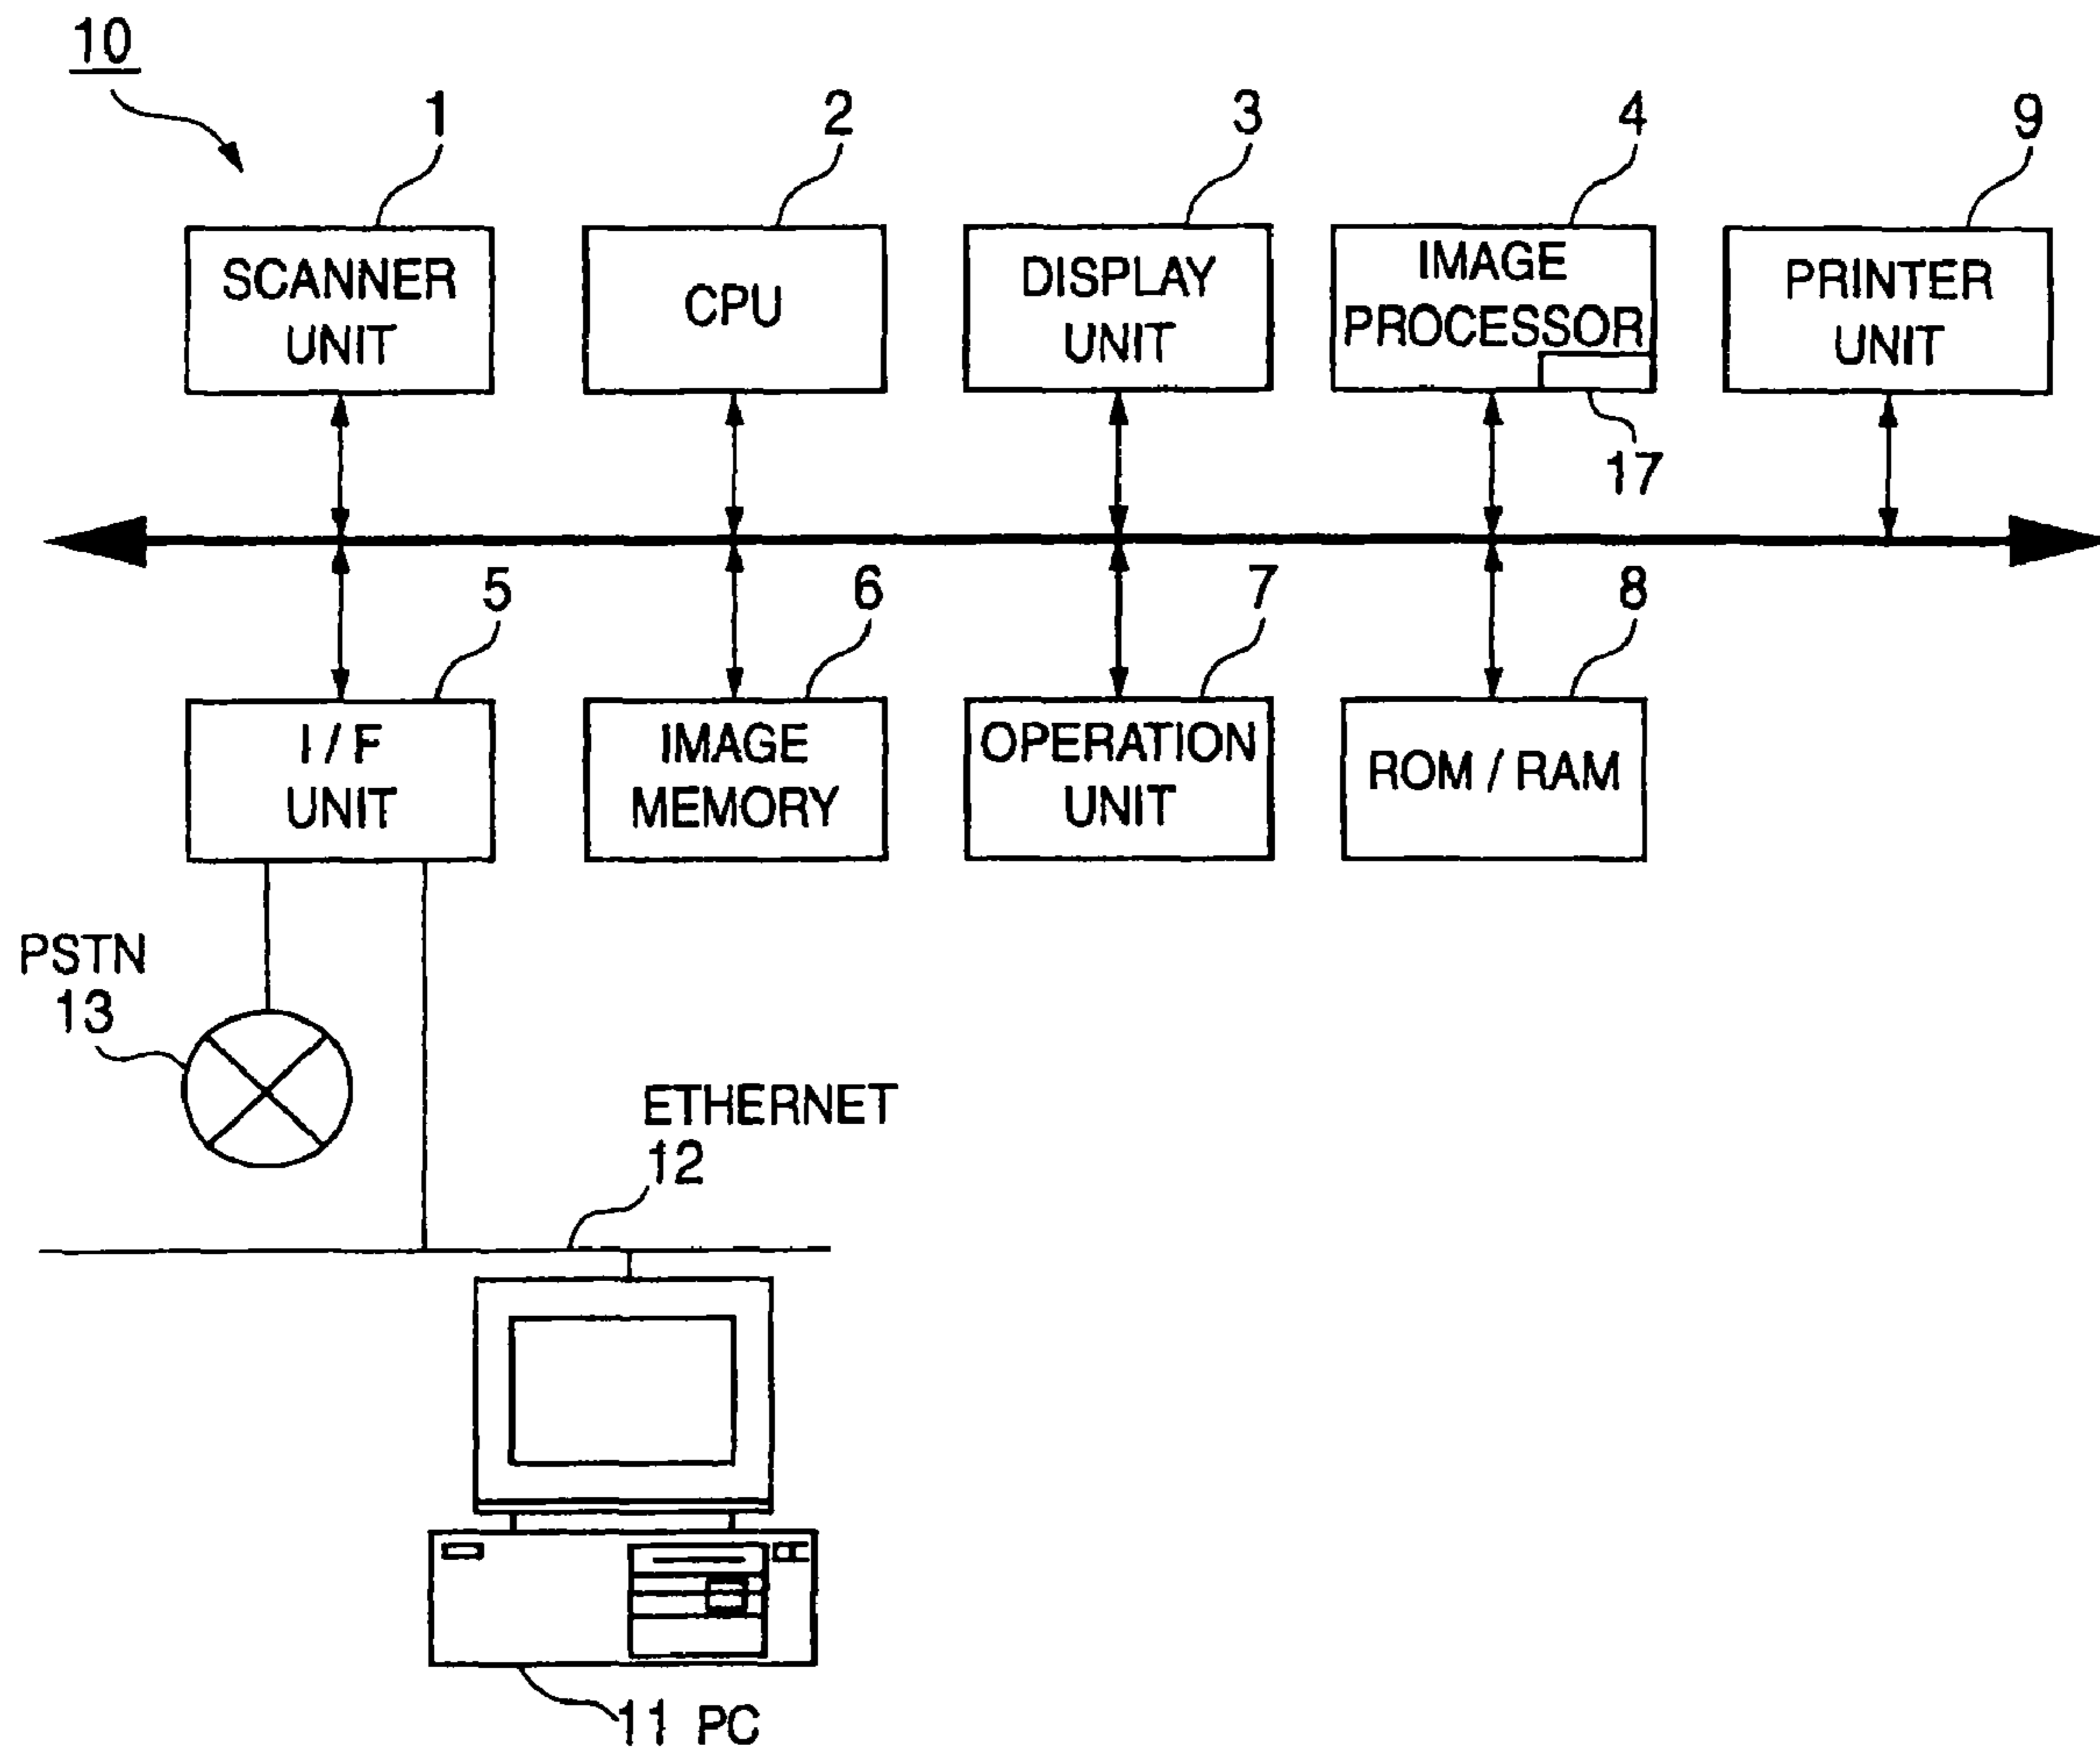 10
1
2
3
4
9
SCANNER
UNIT
CPU
DISPLAY
UNIT
IMAGE
PROCESSOR
PRINTER
UNIT
17
5
6
7
8
I / F
UNIT
IMAGE
MEMORY
OPERATION
UNIT
ROM / RAM
PSTN
13
ETHERNET
12
11 PC